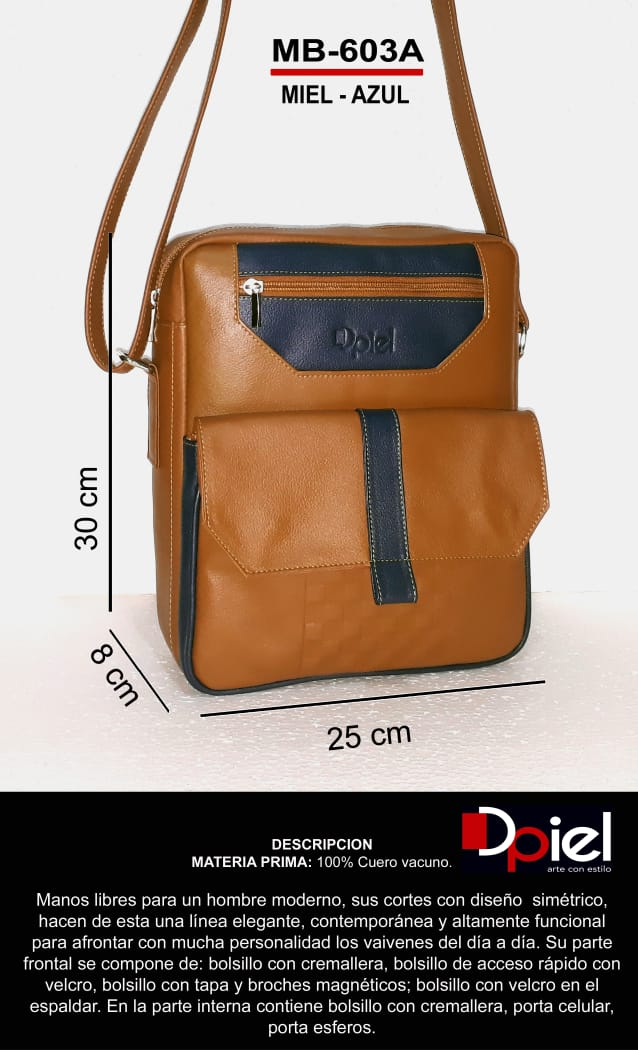 MB-603A
MIEL - AZUL
Dpiel
30 cm
8 cm
25 cm
Dpiel
arte con estilo
DESCRIPCION
MATERIA PRIMA: 100% Cuero vacuno.
Manos libres para un hombre moderno, sus cortes con diseño simétrico,
hacen de esta una línea elegante, contemporánea y altamente funcional
para afrontar con mucha personalidad los vaivenes del día a día. Su parte
frontal se compone de: bolsillo con cremallera, bolsillo de acceso rápido con
velcro, bolsillo con tapa y broches magnéticos; bolsillo con velcro en el
espaldar. En la parte interna contiene bolsillo con cremallera, porta celular,
porta esferos.